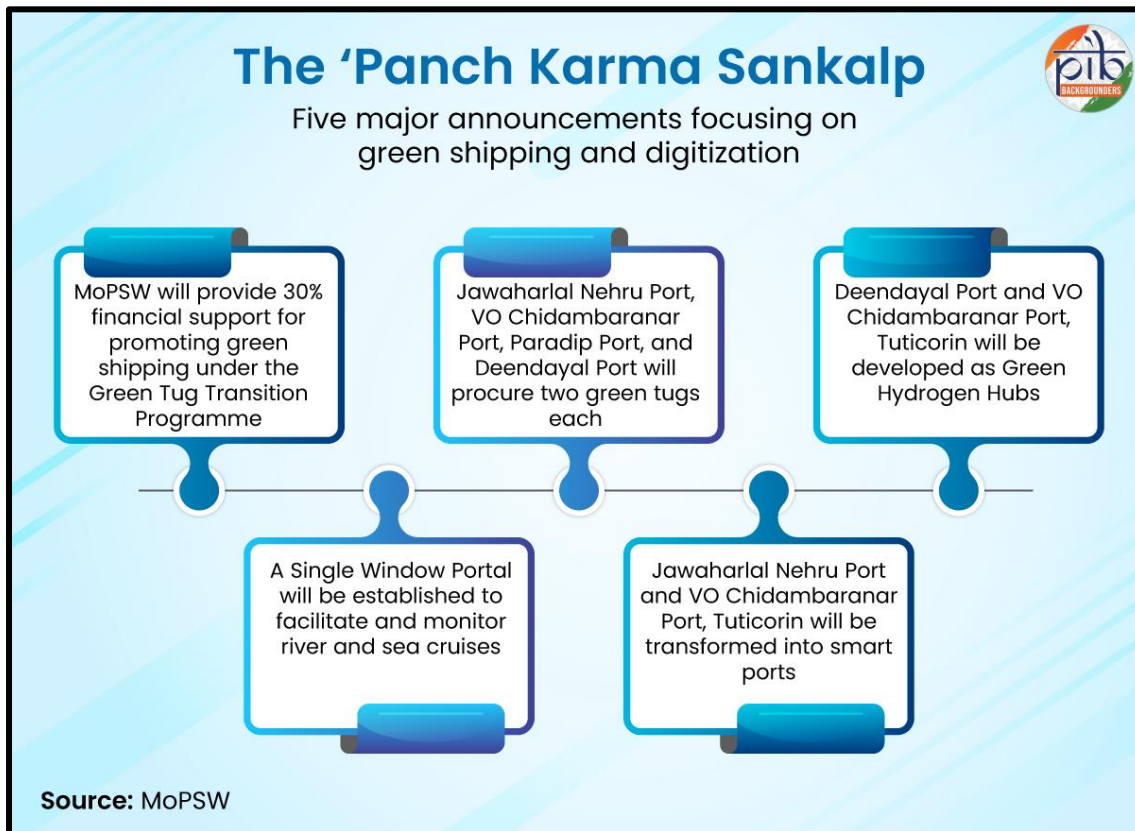 The ‘Panch Karma Sankalp
pib
BACKGROUNDERS
Five major announcements focusing on
green shipping and digitization
MoPSW will provide 30%
financial support for
promoting green
shipping under the
Green Tug Transition
Programme
Jawaharlal Nehru Port,
VO Chidambaranar
Port, Paradip Port, and
Deendayal Port will
procure two green tugs
each
Deendayal Port and VO
Chidambaranar Port,
Tuticorin will be
developed as Green
Hydrogen Hubs
A Single Window Portal
will be established to
facilitate and monitor
river and sea cruises
Jawaharlal Nehru Port
and VO Chidambaranar
Port, Tuticorin will be
transformed into smart
ports
Source: MoPSW